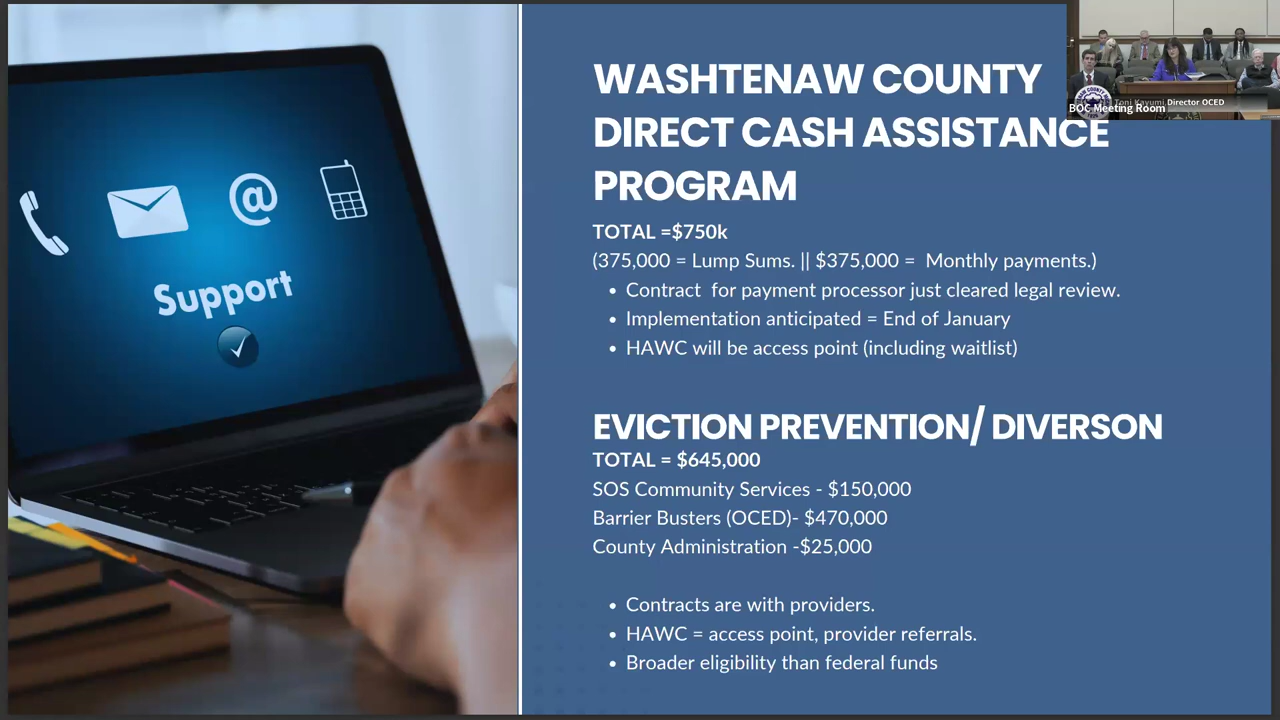 WASHTENAW COUNTY
DIRECT CASH ASSISTANCE
PROGRAM
TOTAL =$750k
(375,000 = Lump Sums. || $375,000 = Monthly payments.)
• Contract for payment processor just cleared legal review.
• Implementation anticipated = End of January
• HAWC will be access point (including waitlist)
EVICTION PREVENTION/ DIVERSON
TOTAL = $645,000
SOS Community Services - $150,000
Barrier Busters (OCED)- $470,000
County Administration -$25,000
• Contracts are with providers.
• HAWC = access point, provider referrals.
• Broader eligibility than federal funds
@
Support
Director OCED
BOC Meeting Room